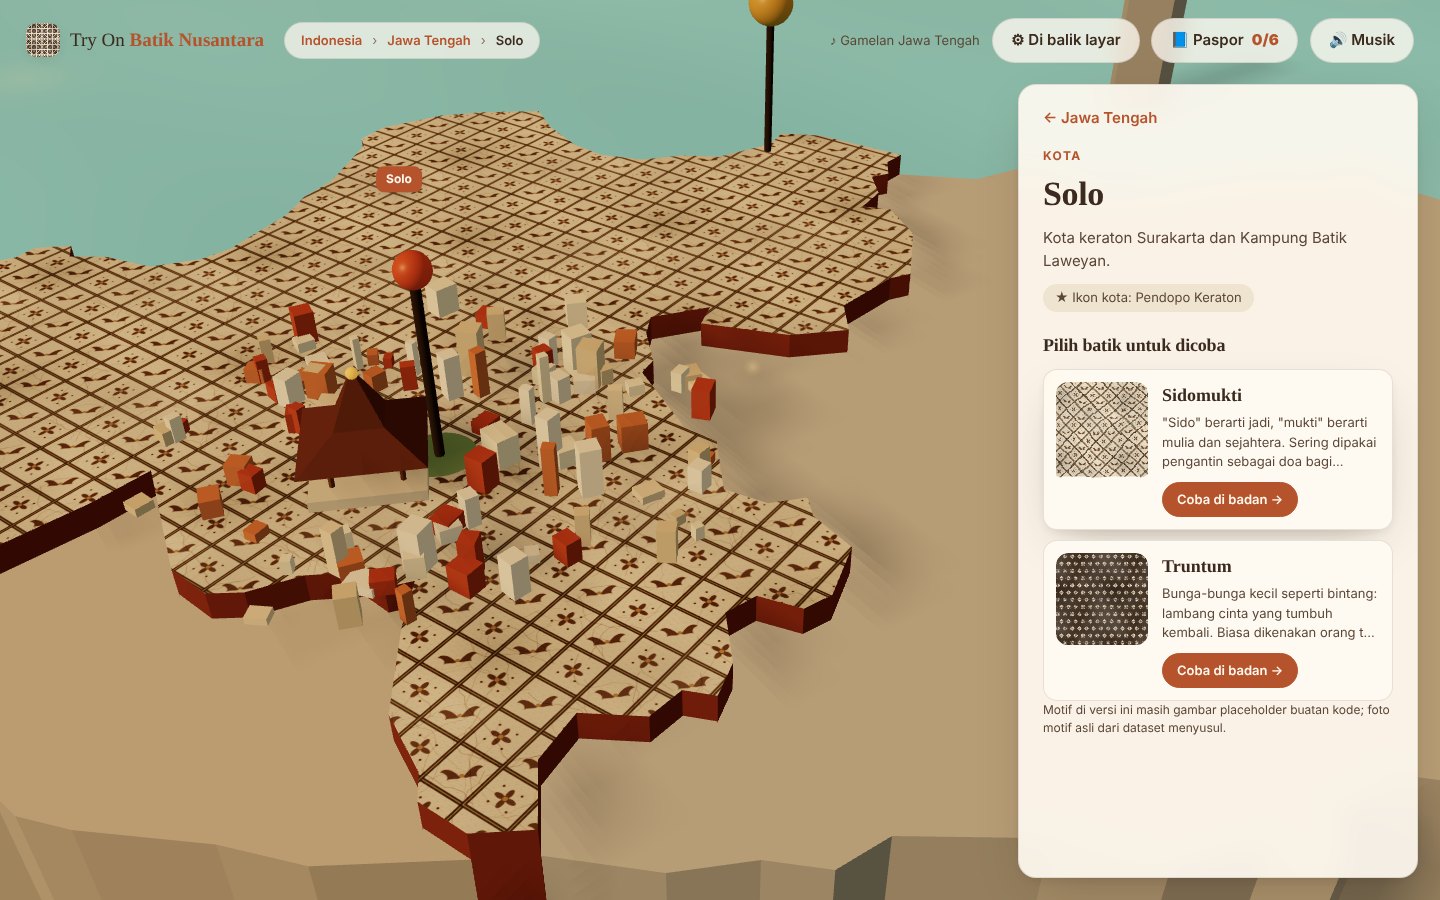 Try On Batik Nusantara
Indonesia › Jawa Tengah › Solo
♪ Gamelan Jawa Tengah
⚙ Di balik layar
📘 Paspor 0/6
🔊 Musik
Solo
← Jawa Tengah
KOTA
Solo
Kota keraton Surakarta dan Kampung Batik
Laweyan.
★ Ikon kota: Pendopo Keraton
Pilih batik untuk dicoba
Sidomukti
"Sido" berarti jadi, "mukti" berarti
mulia dan sejahtera. Sering dipakai
pengantin sebagai doa bagi...
Coba di badan →
Truntum
Bunga-bunga kecil seperti bintang:
lambang cinta yang tumbuh
kembali. Biasa dikenakan orang t...
Coba di badan →
Motif di versi ini masih gambar placeholder buatan kode; foto
motif asli dari dataset menyusul.